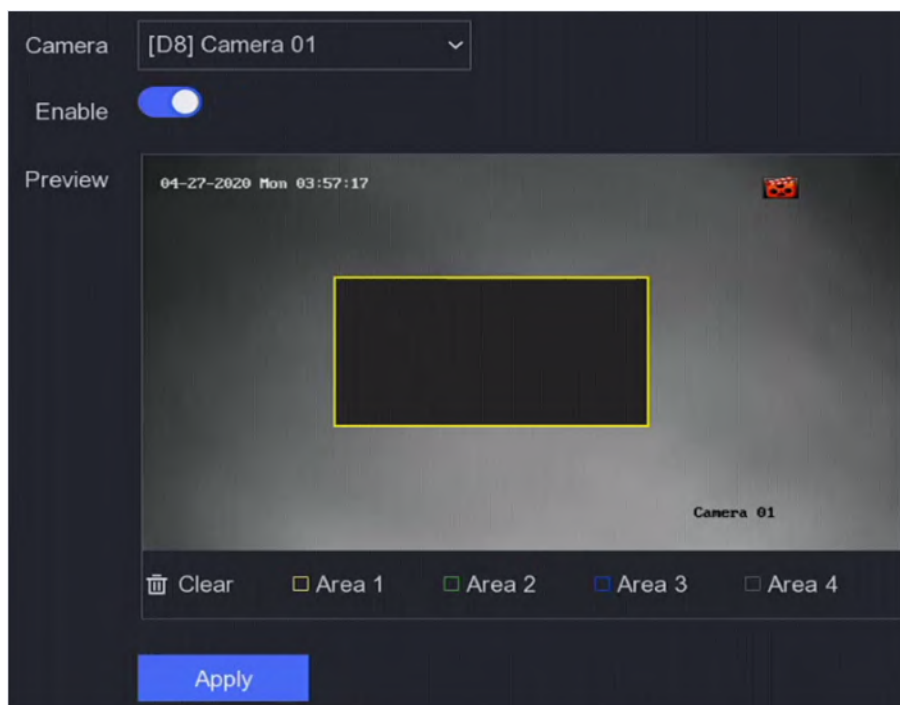 Camera [D8] Camera 01
Enable
Preview
04-27-2020 Mon 03:57:17
Camera 01
Clear Area 1 Area 2 Area 3 Area 4
Apply